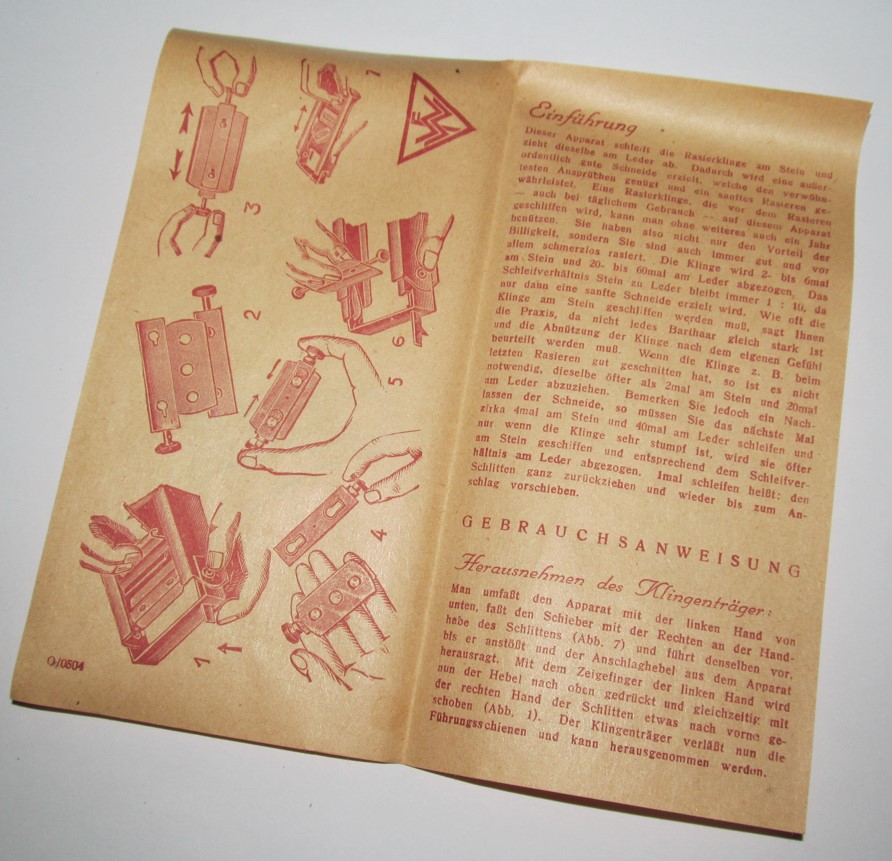 Einführung
Dieser Apparat schleift die Rasierklinge am Stein und
zieht dieselbe am Leder ab. Dadurch wird eine außer-
ordentlich gute Schneide erzielt, welche den verwöhn-
testen Ansprüchen genügt und ein sanftes Rasieren ge-
währleistet. Eine Rasierklinge, die vor dem Rasieren
— auch bei täglichem Gebrauch — auf diesem Apparat
geschliffen wird, kann man ohne weiteres auch ein Jahr
benützen. Sie haben also nicht nur den Vorteil der
Billigkeit, sondern Sie sind auch immer gut und vor
allem schmerzlos rasiert. Die Klinge wird 2- bis 6mal
am Stein und 20- bis 60mal am Leder abgezogen. Das
Schleifverhältnis Stein zu Leder bleibt immer 1 : 10, da
nur dann eine sanfte Schneide erzielt wird. Wie oft die
Klinge am Stein geschliffen werden muß, sagt Ihnen
die Praxis, da nicht jedes Barthaar gleich stark ist
und die Abnützung der Klinge nach dem eigenen Gefühl
beurteilt werden muß. Wenn die Klinge z. B. beim
letzten Rasieren gut geschnitten hat, so ist es nicht
notwendig, dieselbe öfter als 2mal am Stein und 20mal
am Leder abzuziehen. Bemerken Sie jedoch ein Nach-
lassen der Schneide, so müssen Sie das nächste Mal
zirka 4mal am Stein und 40mal am Leder schleifen und
nur wenn die Klinge sehr stumpf ist, wird sie öfter
am Stein geschliffen und entsprechend dem Schleifver-
hältnis am Leder abgezogen. 1mal schleifen heißt: den
Schlitten ganz zurückziehen und wieder bis zum An-
schlag vorschieben.
GEBRAUCHSANWEISUNG
Herausnehmen des Klingenträger:
Man umfaßt den Apparat mit der linken Hand von
unten, faßt den Schieber mit der Rechten an der Hand-
habe des Schlittens (Abb. 7) und führt denselben vor,
bis er anstößt und der Anschlaghebel aus dem Apparat
herausragt. Mit dem Zeigefinger der linken Hand wird
nun der Hebel nach oben gedrückt und gleichzeitig mit
der rechten Hand der Schlitten etwas nach vorne ge-
schoben (Abb. 1). Der Klingenträger verläßt nun die
Führungsschienen und kann herausgenommen werden.
1
2
3
4
5
6
7
O/0504